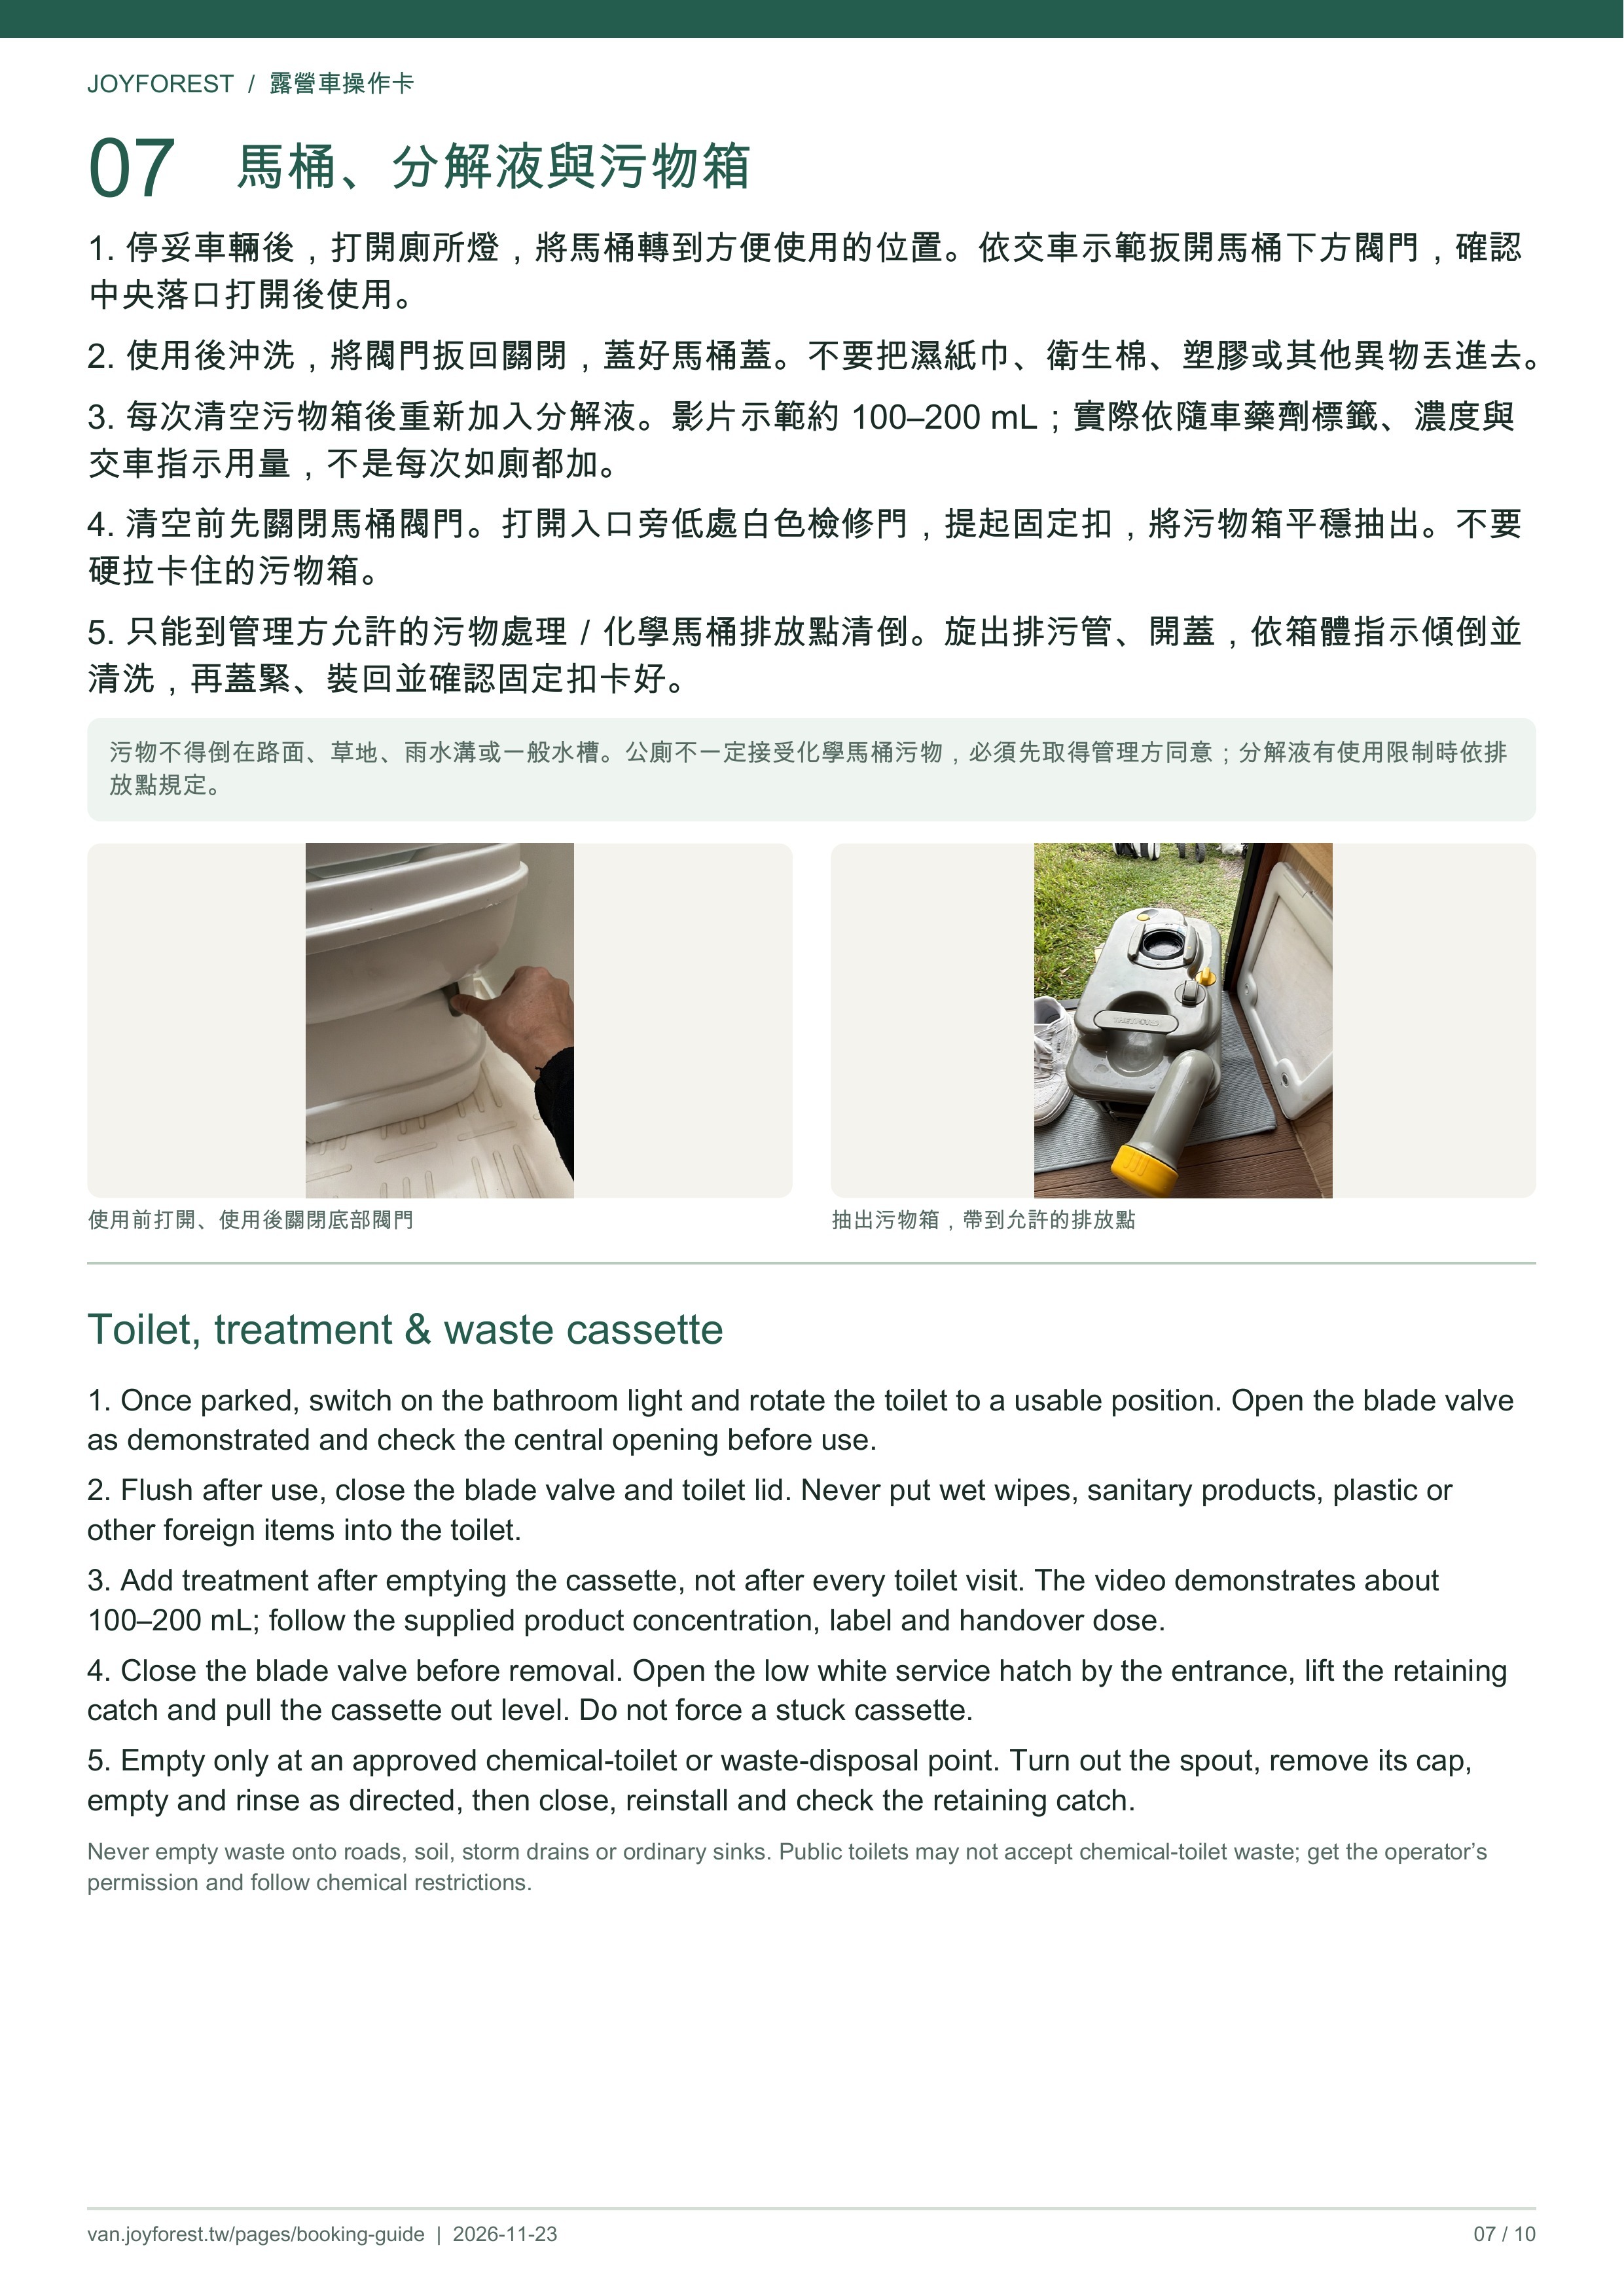 JOYFOREST / 露營車操作卡
07 馬桶、分解液與污物箱
1. 停妥車輛後，打開廁所燈，將馬桶轉到方便使用的位置。依交車示範扳開馬桶下方閥門，確認
中央落口打開後使用。
2. 使用後沖洗，將閥門扳回關閉，蓋好馬桶蓋。不要把濕紙巾、衛生棉、塑膠或其他異物丟進去。
3. 每次清空污物箱後重新加入分解液。影片示範約 100–200 mL；實際依隨車藥劑標籤、濃度與
交車指示用量，不是每次如廁都加。
4. 清空前先關閉馬桶閥門。打開入口旁低處白色檢修門，提起固定扣，將污物箱平穩抽出。不要
硬拉卡住的污物箱。
5. 只能到管理方允許的污物處理 / 化學馬桶排放點清倒。旋出排污管、開蓋，依箱體指示傾倒並
清洗，再蓋緊、裝回並確認固定扣卡好。
污物不得倒在路面、草地、雨水溝或一般水槽。公廁不一定接受化學馬桶污物，必須先取得管理方同意；分解液有使用限制時依排
放點規定。
THETFORD
使用前打開、使用後關閉底部閥門
抽出污物箱，帶到允許的排放點
Toilet, treatment & waste cassette
1. Once parked, switch on the bathroom light and rotate the toilet to a usable position. Open the blade valve
as demonstrated and check the central opening before use.
2. Flush after use, close the blade valve and toilet lid. Never put wet wipes, sanitary products, plastic or
other foreign items into the toilet.
3. Add treatment after emptying the cassette, not after every toilet visit. The video demonstrates about
100–200 mL; follow the supplied product concentration, label and handover dose.
4. Close the blade valve before removal. Open the low white service hatch by the entrance, lift the retaining
catch and pull the cassette out level. Do not force a stuck cassette.
5. Empty only at an approved chemical-toilet or waste-disposal point. Turn out the spout, remove its cap,
empty and rinse as directed, then close, reinstall and check the retaining catch.
Never empty waste onto roads, soil, storm drains or ordinary sinks. Public toilets may not accept chemical-toilet waste; get the operator’s
permission and follow chemical restrictions.
van.joyforest.tw/pages/booking-guide | 2026-11-23
07 / 10